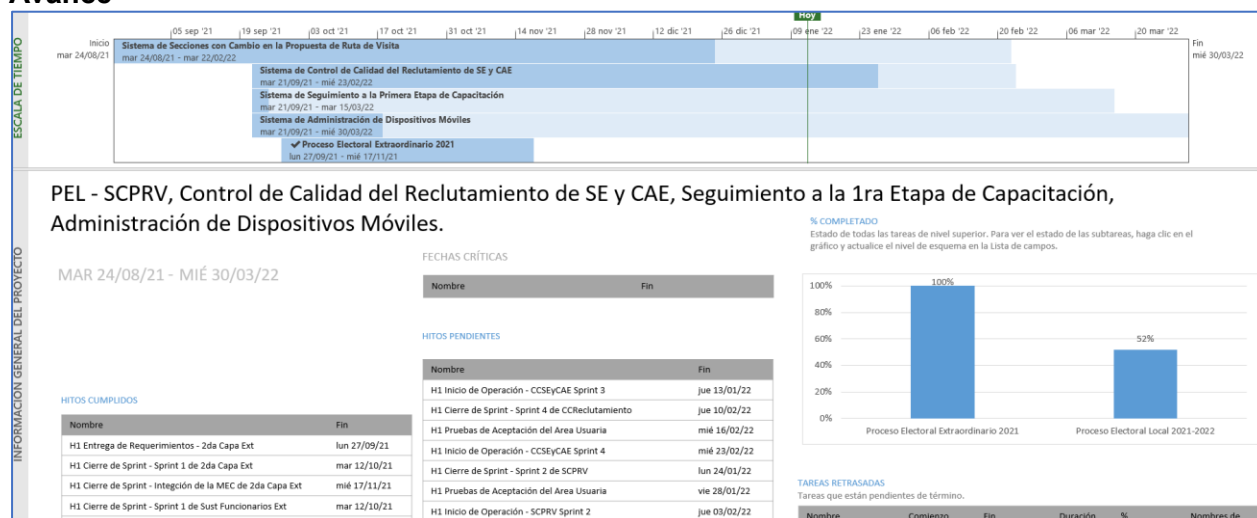 Avance
Hoy
05 sep '21 19 sep '21 03 oct '21 17 oct '21 31 oct '21 14 nov '21 28 nov '21 12 dic '21 26 dic '21 09 ene '22 23 ene '22 06 feb '22 20 feb '22 06 mar '22 20 mar '22
ESCALA DE TIEMPO
Inicio
mar 24/08/21
Sistema de Secciones con Cambio en la Propuesta de Ruta de Visita
mar 24/08/21 - mar 22/02/22
Fin
mié 30/03/22
Sistema de Control de Calidad del Reclutamiento de SE y CAE
mar 21/09/21 - mié 23/02/22
Sistema de Seguimiento a la Primera Etapa de Capacitación
mar 21/09/21 - mar 15/03/22
Sistema de Administración de Dispositivos Móviles
mar 21/09/21 - mié 30/03/22
✓ Proceso Electoral Extraordinario 2021
lun 27/09/21 - mié 17/11/21
INFORMACIÓN GENERAL DEL PROYECTO
PEL - SCPRV, Control de Calidad del Reclutamiento de SE y CAE, Seguimiento a la 1ra Etapa de Capacitación,
Administración de Dispositivos Móviles.
MAR 24/08/21 - MIÉ 30/03/22
HITOS CUMPLIDOS
Nombre Fin
H1 Entrega de Requerimientos - 2da Capa Ext lun 27/09/21
H1 Cierre de Sprint - Sprint 1 de 2da Capa Ext mar 12/10/21
H1 Cierre de Sprint - Integción de la MEC de 2da Capa Ext mié 17/11/21
H1 Cierre de Sprint - Sprint 1 de Sust Funcionarios Ext mar 12/10/21
FECHAS CRÍTICAS
Nombre Fin
HITOS PENDIENTES
Nombre Fin
H1 Inicio de Operación - CCSEyCAE Sprint 3 jue 13/01/22
H1 Cierre de Sprint - Sprint 4 de CCReclutamiento jue 10/02/22
H1 Pruebas de Aceptación del Area Usuaria mié 16/02/22
H1 Inicio de Operación - CCSEyCAE Sprint 4 mié 23/02/22
H1 Cierre de Sprint - Sprint 2 de SCPRV lun 24/01/22
H1 Pruebas de Aceptación del Area Usuaria vie 28/01/22
H1 Inicio de Operación - SCPRV Sprint 2 jue 03/02/22
% COMPLETADO
Estado de todas las tareas de nivel superior. Para ver el estado de las subtareas, haga clic en el
gráfico y actualice el nivel de esquema en la Lista de campos.
100%
80%
60%
40%
20%
0%
100%
52%
Proceso Electoral Extraordinario 2021 Proceso Electoral Local 2021-2022
TAREAS RETRASADAS
Tareas que están pendientes de término.
Nombre Comienzo Fin Duración % Nombres de